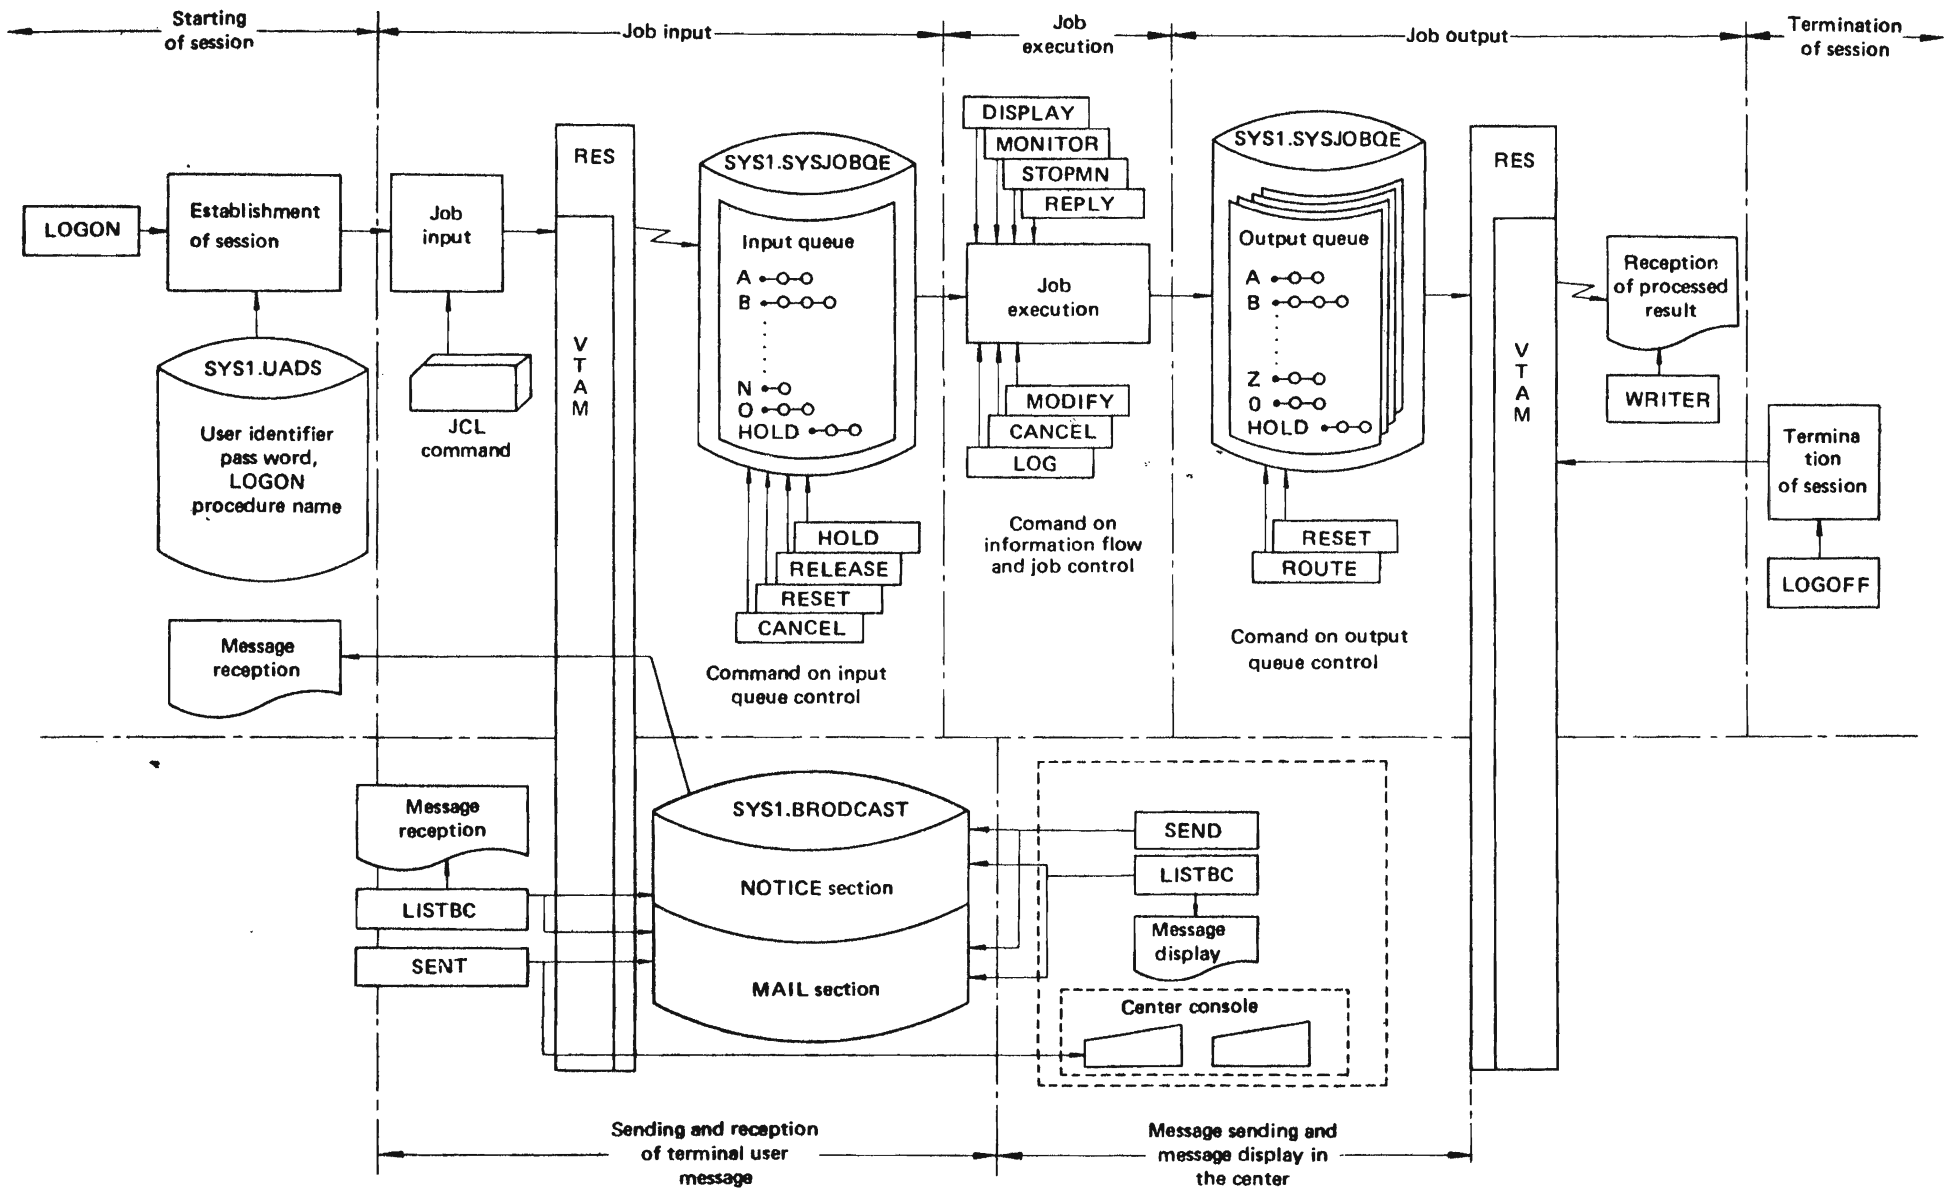 Starting
of session
Job input
Job
execution
Job output
Termination
of session
LOGON
Establishment
of session
SYS1.UADS
User identifier
pass word,
LOGON
procedure name
Job
input
JCL
command
RES
V
T
A
M
SYS1.SYSJOBQE
Input queue
A
B
N
O
HOLD
HOLD
RELEASE
RESET
CANCEL
Command on input
queue control
DISPLAY
MONITOR
STOPMN
REPLY
Job
execution
MODIFY
CANCEL
LOG
Comand on
information flow
and job control
SYS1.SYSJOBQE
Output queue
A
B
Z
0
HOLD
RESET
ROUTE
Comand on output
queue control
RES
V
T
A
M
Reception
of processed
result
WRITER
Termina
tion
of session
LOGOFF
Message
reception
Message
reception
LISTBC
SENT
SYS1.BRODCAST
NOTICE section
MAIL section
SEND
LISTBC
Message
display
Center console
Sending and reception
of terminal user
message
Message sending and
message display in
the center